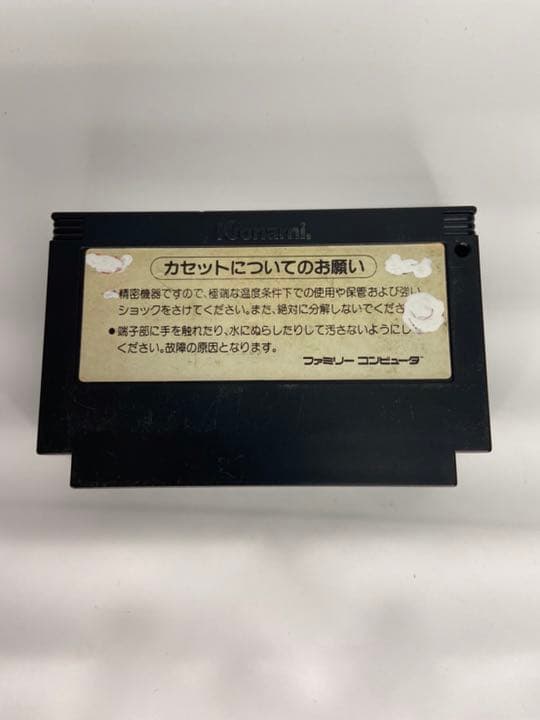 Konami.
カセットについてのお願い
精密機器ですので、極端な温度条件下での使用や保管および強い
ショックをさけてください。また、絶対に分解しないでくださ
●端子部に手を触れたり、水にぬらしたりして汚さないようにし
ください。故障の原因となります。
ファミリー コンピュータ